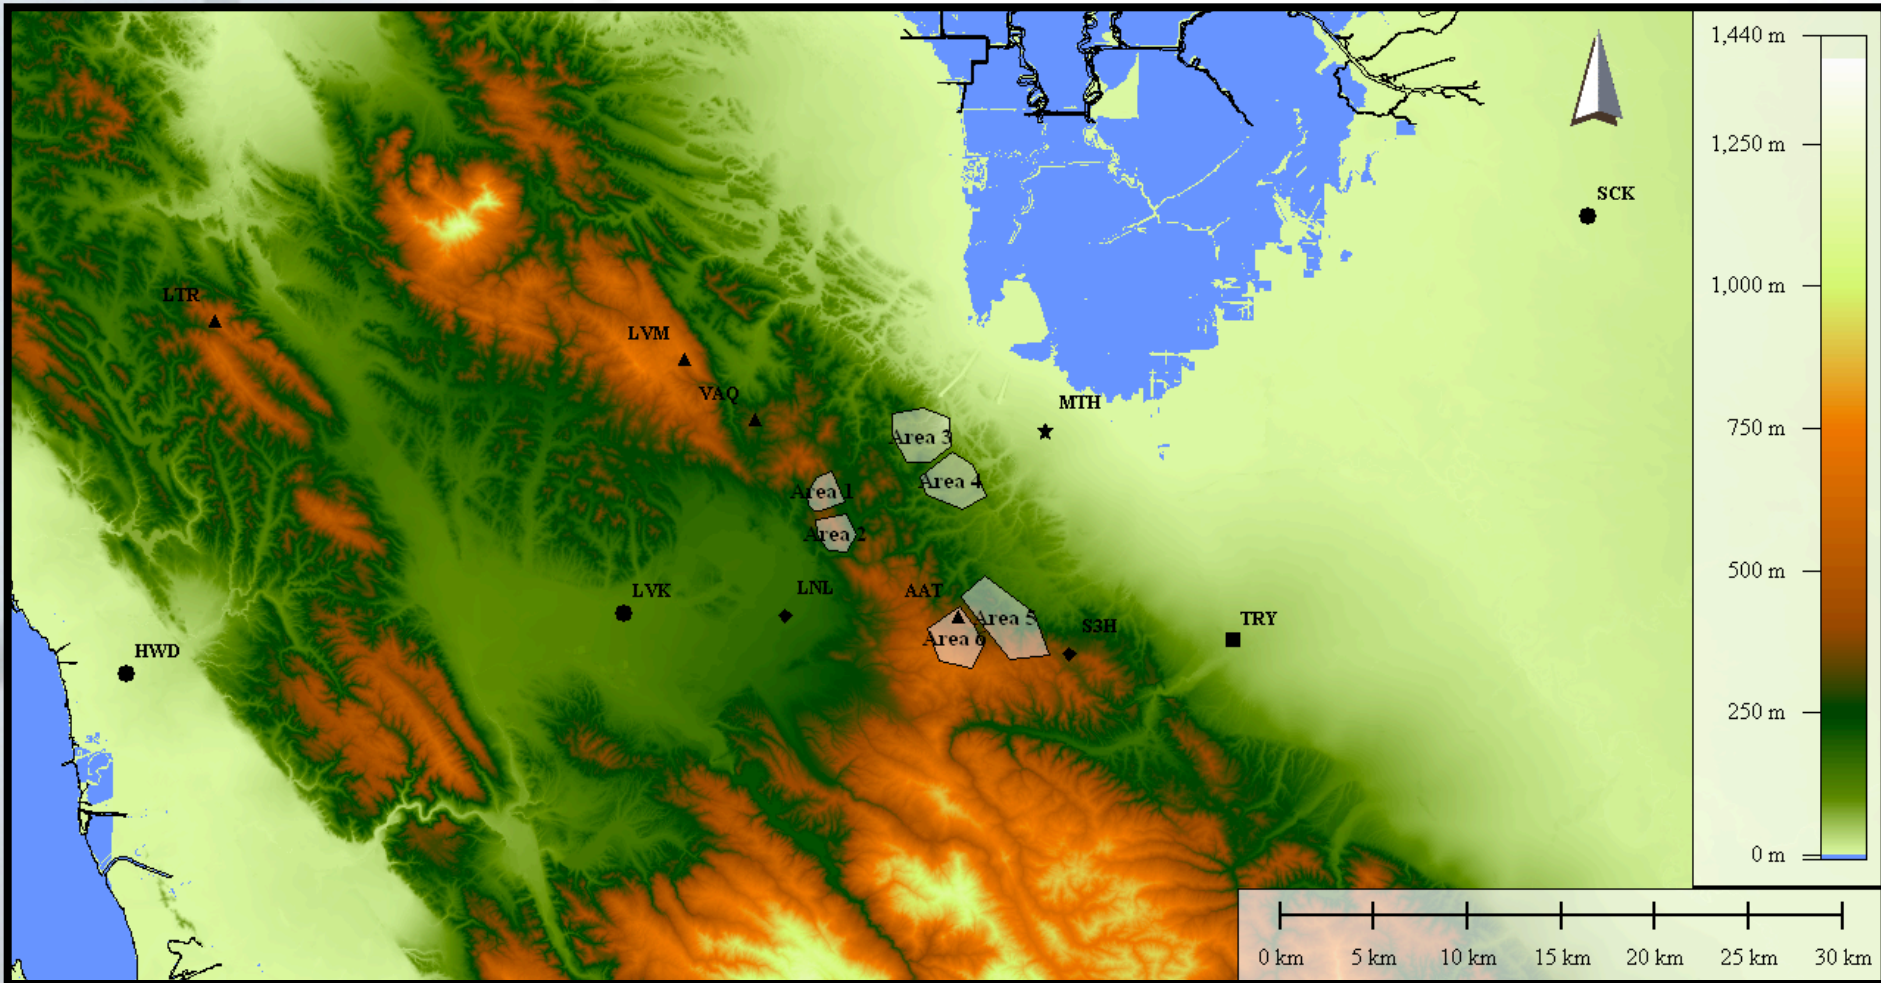 1,440 m
1,250 m
SCK
1,000 m
LTR
LVM
VAQ
MTH
750 m
Area 3
Area 4
Area 1
Area 2
500 m
LVK
LNL
AAT
Area 5
S3H
TRY
Area 6
HWD
250 m
0 m
0 km
5 km
10 km
15 km
20 km
25 km
30 km